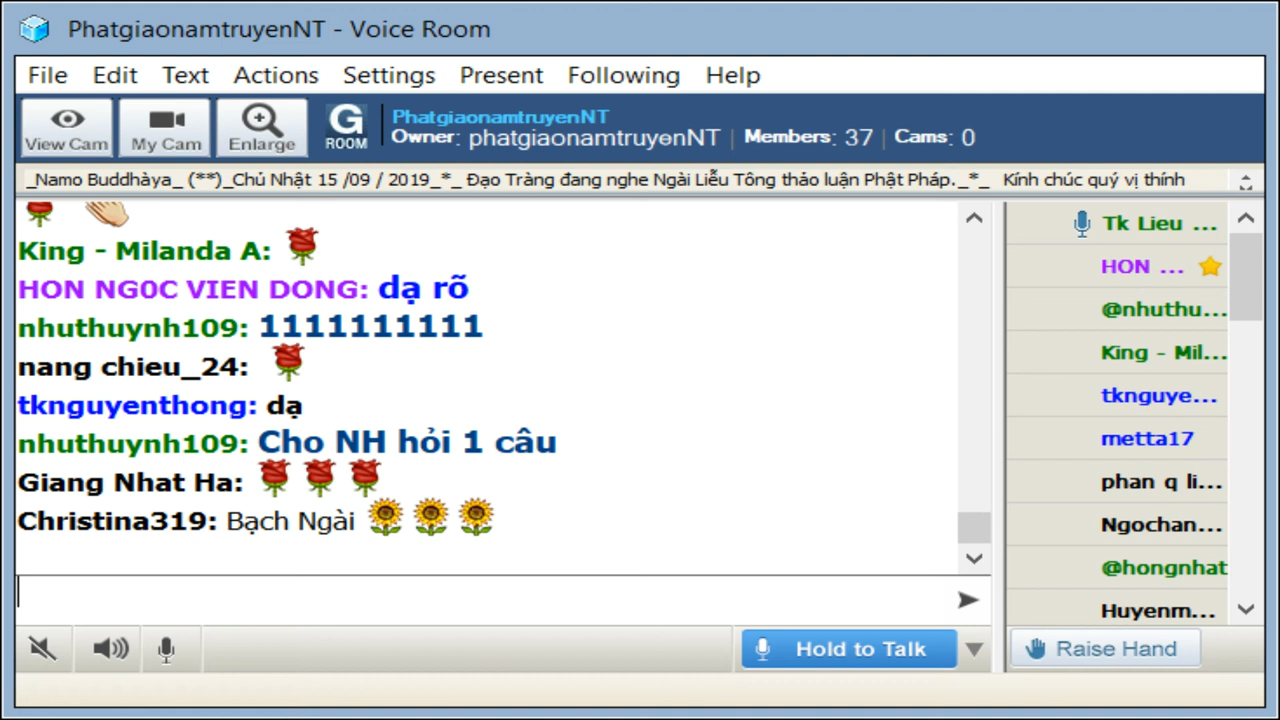 PhatgiaonamtruyenNT - Voice Room
File Edit Text Actions Settings Present Following Help
View Cam My Cam Enlarge G ROOM
PhatgiaonamtruyenNT
Owner: phatgiaonamtruyenNT | Members: 37 | Cams: 0
_Namo Buddhàya_ (**)_Chủ Nhật 15 /09 / 2019_*_ Đạo Tràng đang nghe Ngài Liễu Tông thảo luận Phật Pháp._*_ Kính chúc quý vị thính
King - Milanda A:
HON NG0C VIEN DONG: dạ rõ
nhuthuynh109: 1111111111
nang chieu_24:
tknguyenthong: dạ
nhuthuynh109: Cho NH hỏi 1 câu
Giang Nhat Ha:
Christina319: Bạch Ngài
Tk Lieu ...
HON ...
@nhuthu...
King - Mil...
tknguye...
metta17
phan q li...
Ngochan...
@hongnhat
Huyenm...
Hold to Talk
Raise Hand